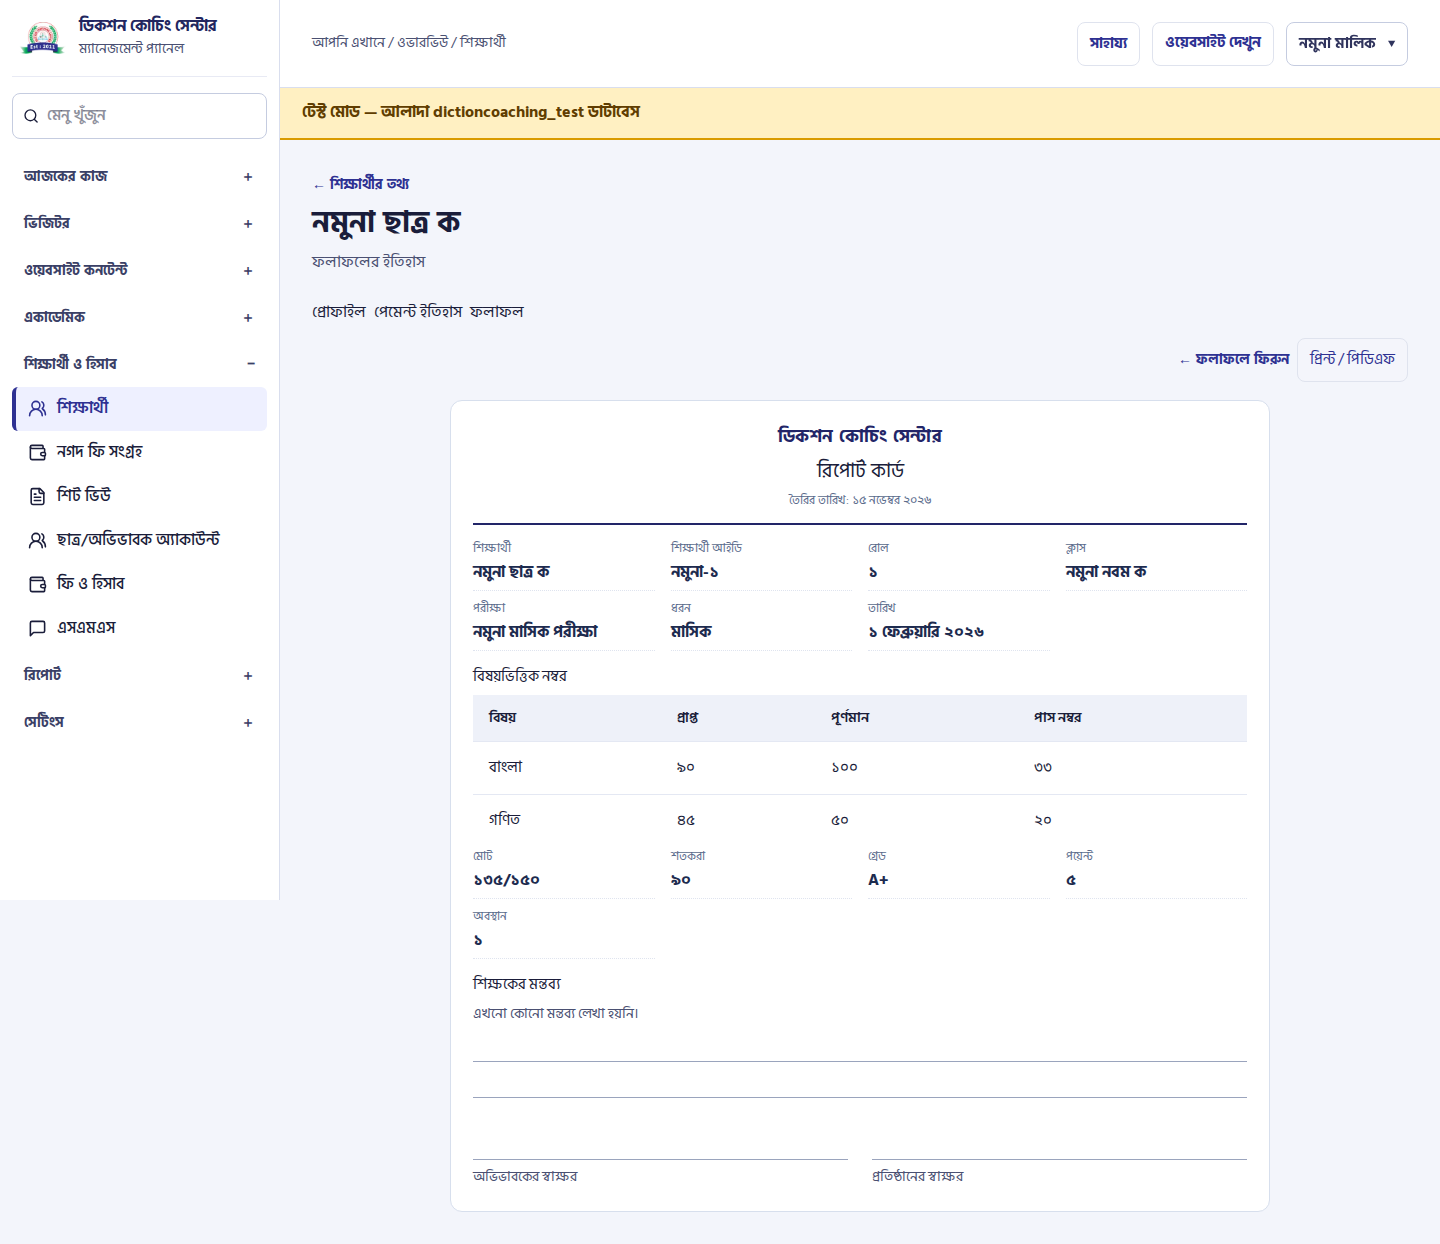 ডিকশন কোচিং সেন্টার
ম্যানেজমেন্ট প্যানেল
Est : 2011
মেনু খুঁজুন
আজকের কাজ +
ভিজিটর +
ওয়েবসাইট কনটেন্ট +
একাডেমিক +
শিক্ষার্থী ও হিসাব −
শিক্ষার্থী
নগদ ফি সংগ্রহ
শিট ভিউ
ছাত্র/অভিভাবক অ্যাকাউন্ট
ফি ও হিসাব
এসএমএস
রিপোর্ট +
সেটিংস +
আপনি এখানে / ওভারভিউ / শিক্ষার্থী
সাহায্য
ওয়েবসাইট দেখুন
নমুনা মালিক ▾
টেস্ট মোড — আলাদা dictioncoaching_test ডাটাবেস
← শিক্ষার্থীর তথ্য
নমুনা ছাত্র ক
ফলাফলের ইতিহাস
প্রোফাইল পেমেন্ট ইতিহাস ফলাফল
← ফলাফলে ফিরুন প্রিন্ট / পিডিএফ
ডিকশন কোচিং সেন্টার
রিপোর্ট কার্ড
তৈরির তারিখ: ১৫ নভেম্বর ২০২৬
শিক্ষার্থী শিক্ষার্থী আইডি রোল ক্লাস
নমুনা ছাত্র ক নমুনা-১ ১ নমুনা নবম ক
পরীক্ষা ধরন তারিখ
নমুনা মাসিক পরীক্ষা মাসিক ১ ফেব্রুয়ারি ২০২৬
বিষয়ভিত্তিক নম্বর
বিষয় প্রাপ্ত পূর্ণমান পাস নম্বর
বাংলা ৯০ ১০০ ৩৩
গণিত ৪৫ ৫০ ২০
মোট শতকরা গ্রেড পয়েন্ট
১৩৫/১৫০ ৯০ A+ ৫
অবস্থান
১
শিক্ষকের মন্তব্য
এখনো কোনো মন্তব্য লেখা হয়নি।
অভিভাবকের স্বাক্ষর প্রতিষ্ঠানের স্বাক্ষর